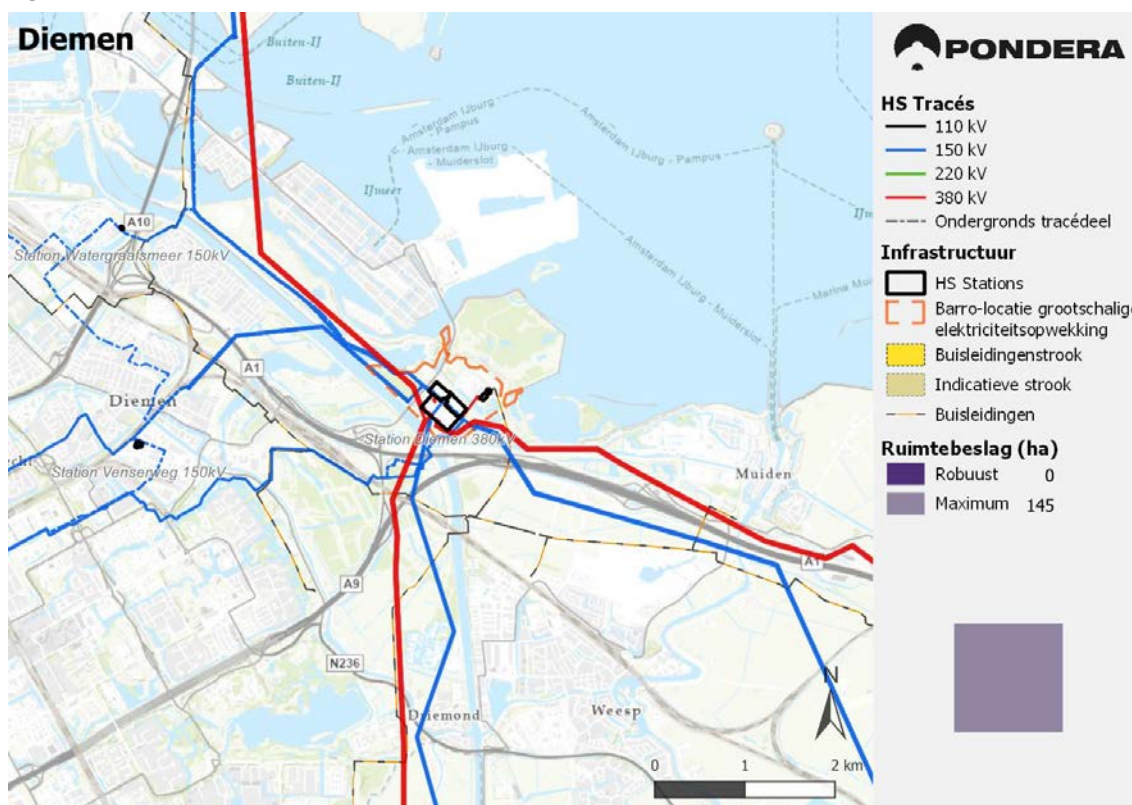 Diemen
Buiten-IJ
Buiten-IJ
Amsterdam IJburg
- Pampus
Amsterdam IJburg
- Muiderslot
Amsterdam IJburg - Pampus
IJmeer
Amsterdam IJburg - Muiderslot
A10
Station Watergraafsmeer 150kV
A1
Diemen
Station Diemen 380kV
Station Venserweg 150kV
Muiden
A1
A9
N236
Driemond
Weesp
N
0 1 2 km
PONDERA
HS Tracés
110 kV
150 kV
220 kV
380 kV
Ondergronds tracédeel
Infrastructuur
HS Stations
Barro-locatie grootschalige
elektriciteitsopwekking
Buisleidingenstrook
Indicatieve strook
Buisleidingen
Ruimtebeslag (ha)
Robuust 0
Maximum 145